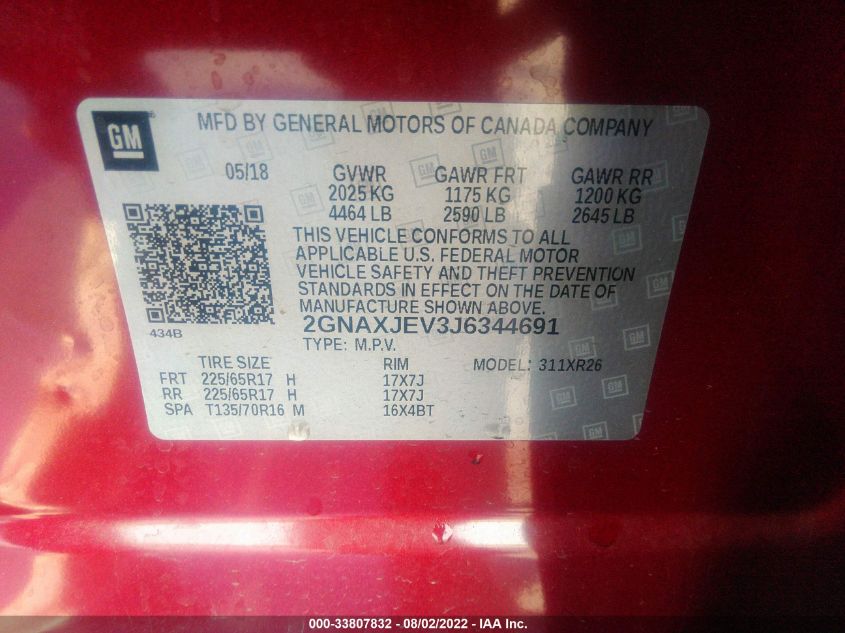 GM
MFD BY GENERAL MOTORS OF CANADA COMPANY
05/18 GVWR GAWR FRT GAWR RR
2025 KG 1175 KG 1200 KG
4464 LB 2590 LB 2645 LB
THIS VEHICLE CONFORMS TO ALL
APPLICABLE U.S. FEDERAL MOTOR
VEHICLE SAFETY AND THEFT PREVENTION
STANDARDS IN EFFECT ON THE DATE OF
MANUFACTURE SHOWN ABOVE.
434B
2GNAXJEV3J6344691
TYPE: M.P.V. MODEL: 311XR26
TIRE SIZE RIM
FRT 225/65R17 H 17X7J
RR 225/65R17 H 17X7J
SPA T135/70R16 M 16X4BT
000-33807832 - 08/02/2022 - IAA Inc.